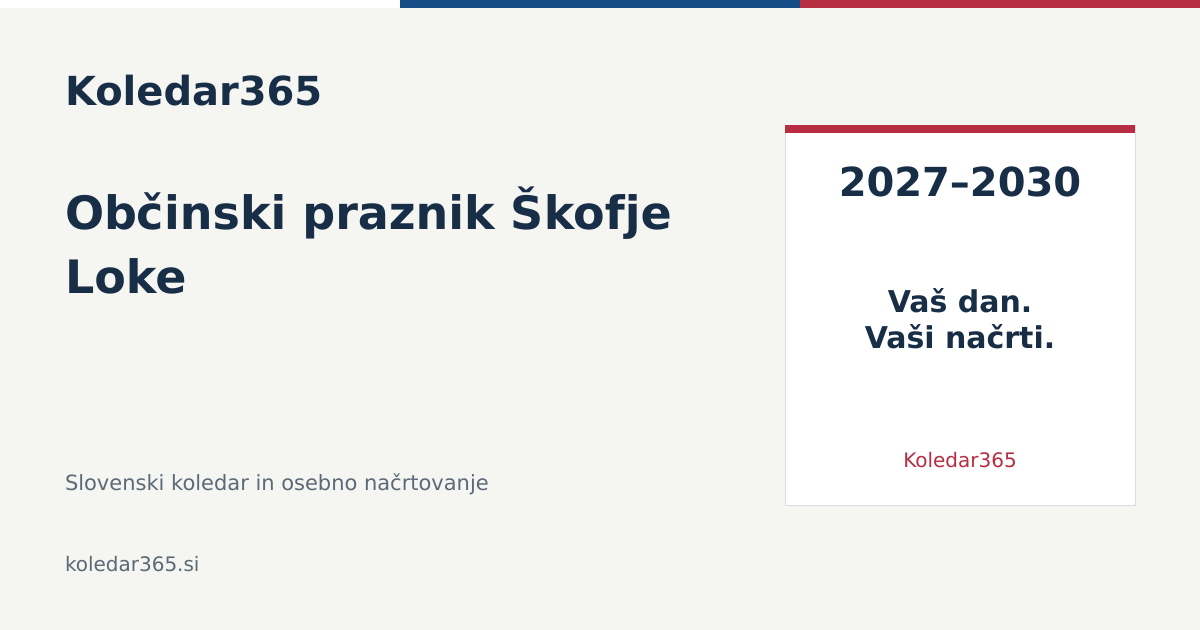 Koledar365
Občinski praznik Škofje
Loke
Slovenski koledar in osebno načrtovanje
koledar365.si
2027–2030
Vaš dan.
Vaši načrti.
Koledar365